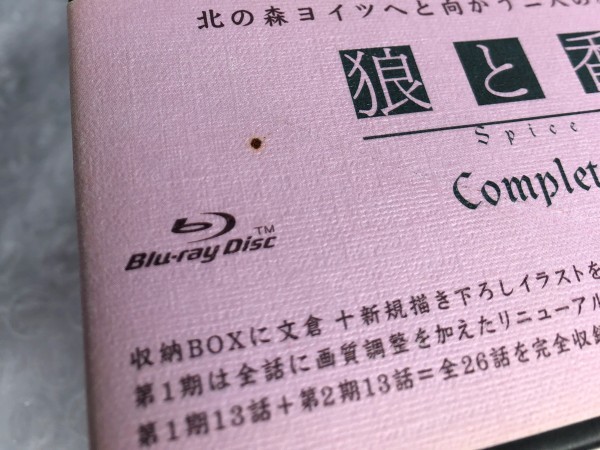 北の森ヨイツへと向かう二人の
狼と香
Spice
Complet
Blu-ray Disc™
収納BOXに文倉＋新規描き下ろしイラストを
第1期は全話に画質調整を加えたリニューアル
第1期13話＋第2期13話＝全26話を完全収録